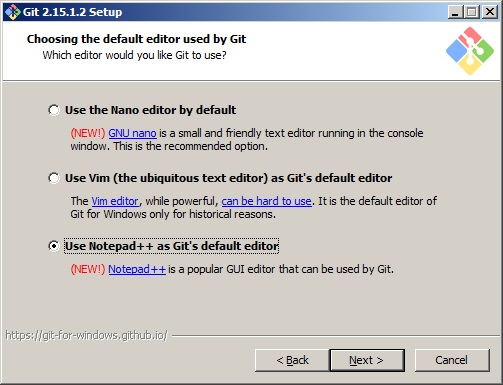 Git 2.15.1.2 Setup
Choosing the default editor used by Git
Which editor would you like Git to use?
Use the Nano editor by default
(NEW!) GNU nano is a small and friendly text editor running in the console
window. This is the recommended option.
Use Vim (the ubiquitous text editor) as Git's default editor
The Vim editor, while powerful, can be hard to use. It is the default editor of
Git for Windows only for historical reasons.
Use Notepad++ as Git's default editor
(NEW!) Notepad++ is a popular GUI editor that can be used by Git.
https://git-for-windows.github.io/
< Back Next > Cancel